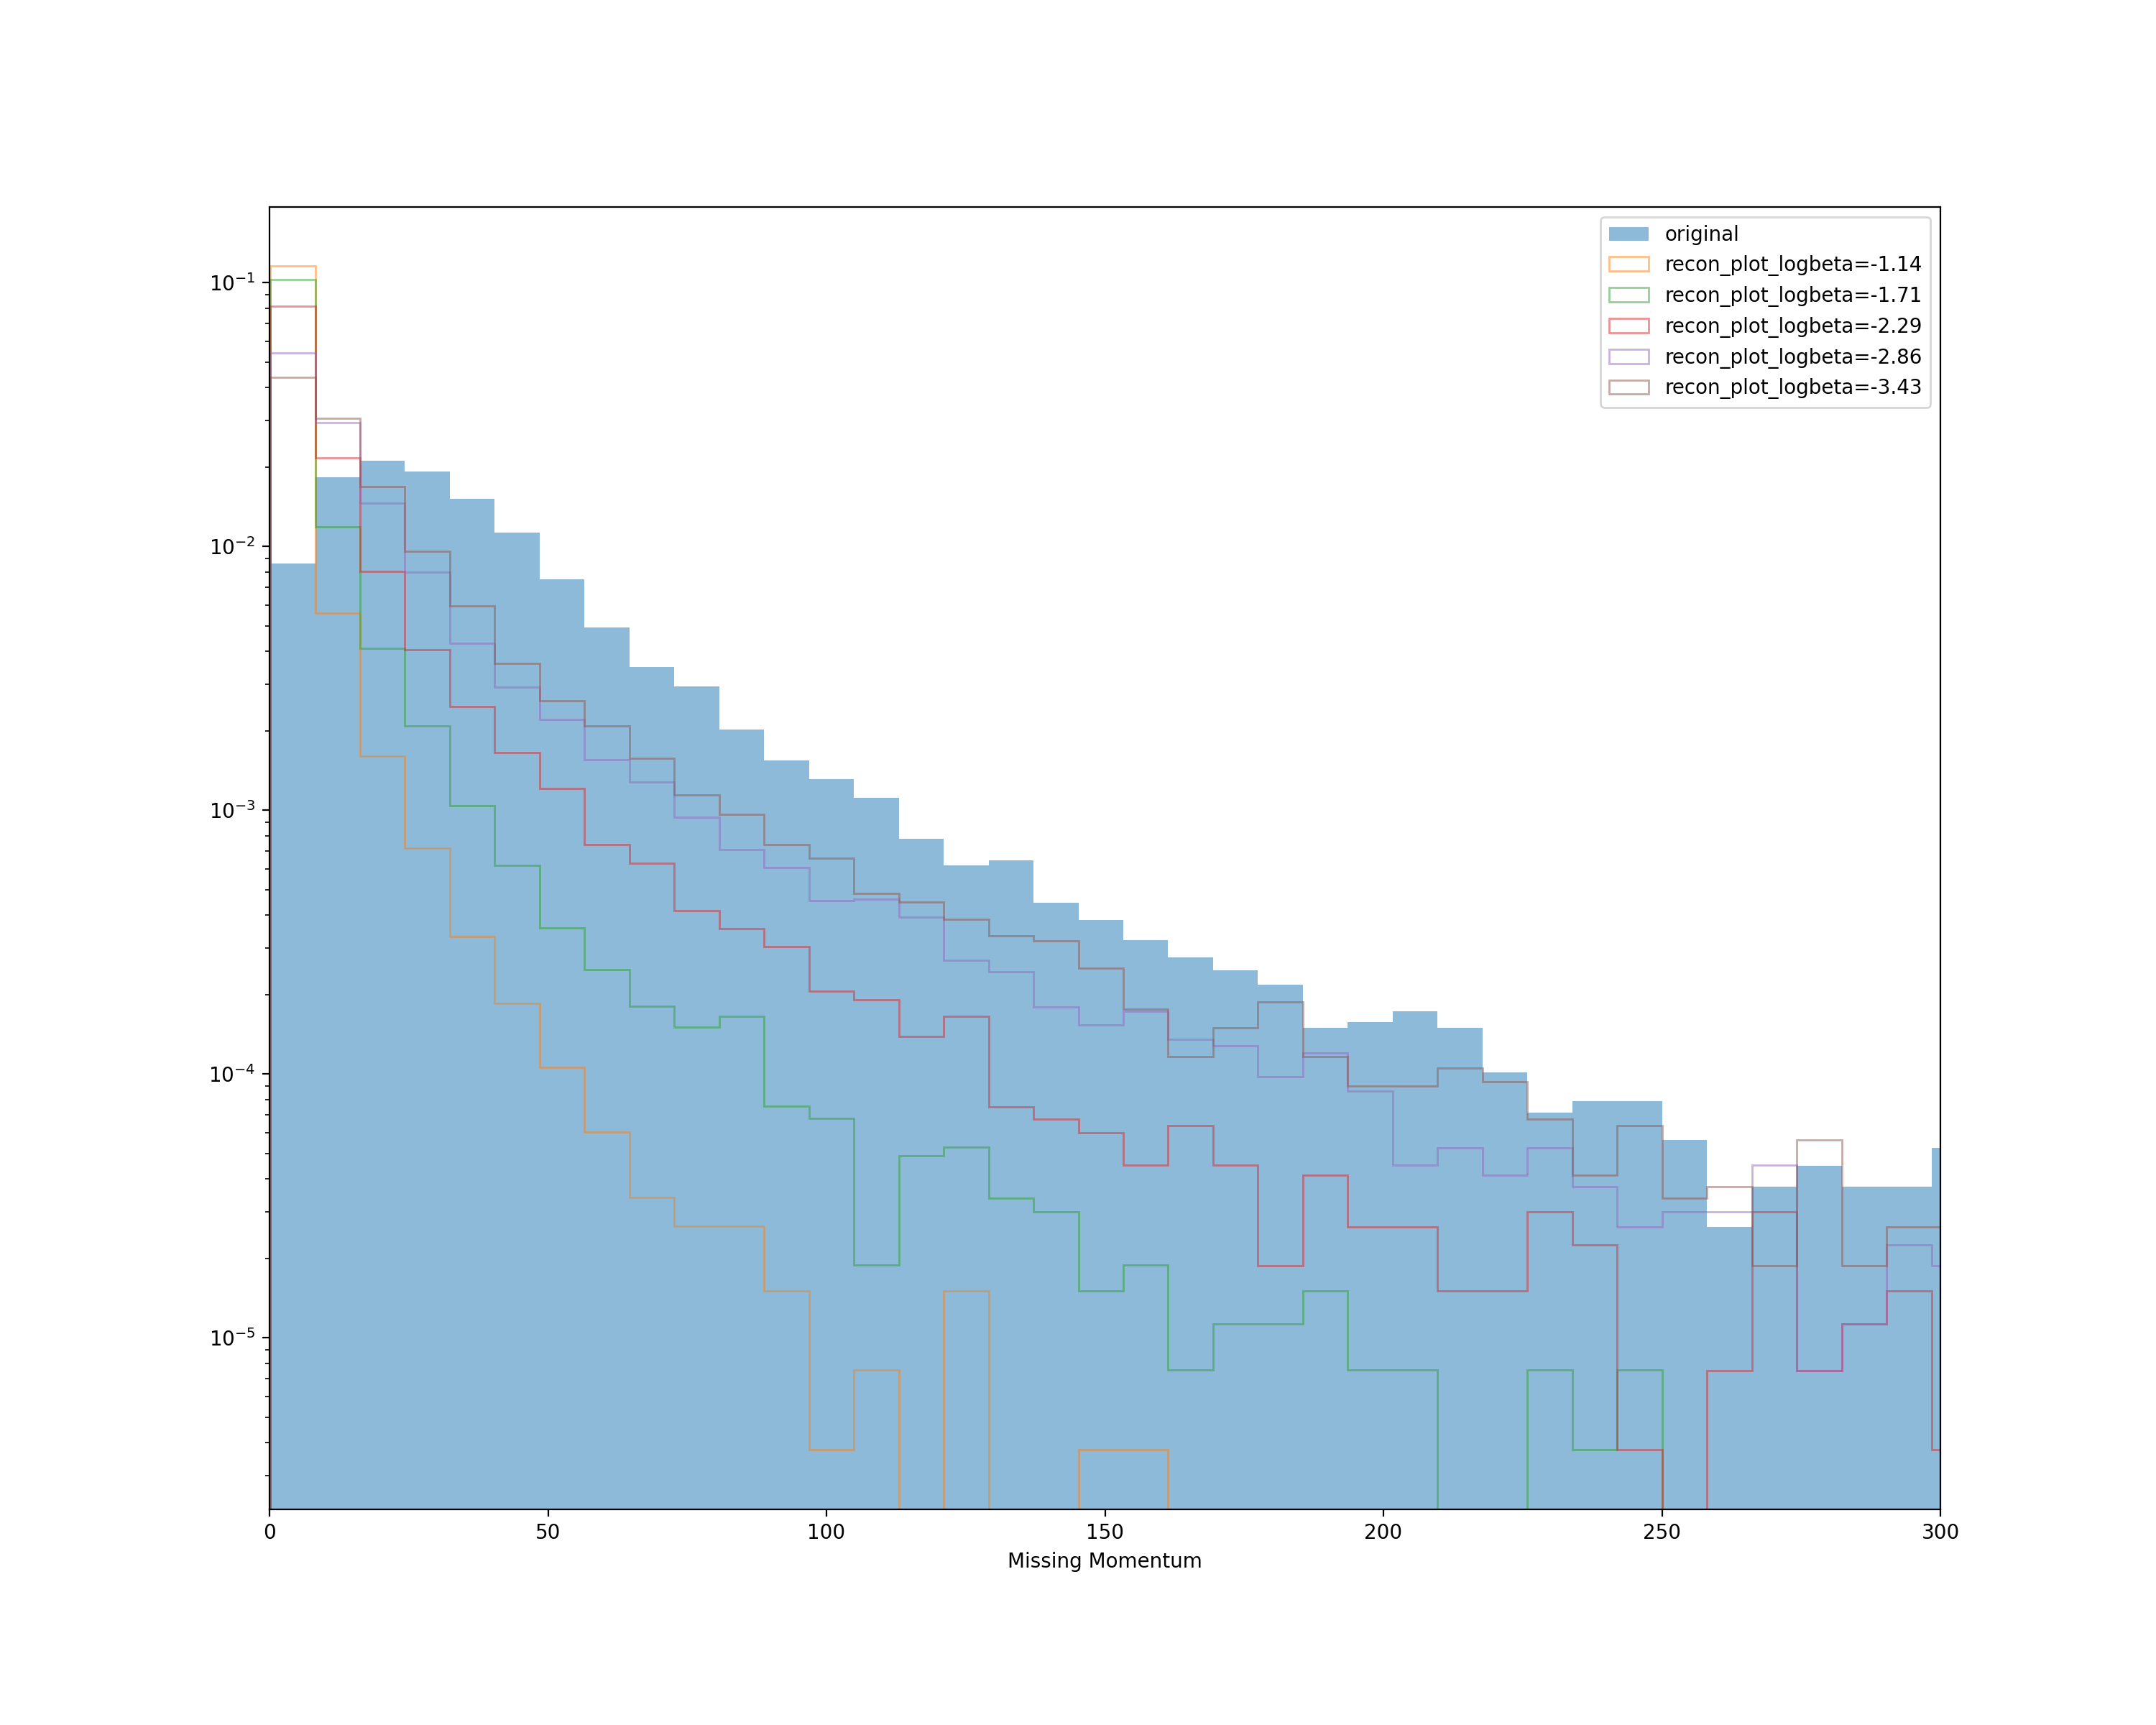 original
recon_plot_logbeta=-1.14
recon_plot_logbeta=-1.71
recon_plot_logbeta=-2.29
recon_plot_logbeta=-2.86
recon_plot_logbeta=-3.43
10⁻¹
10⁻²
10⁻³
10⁻⁴
10⁻⁵
0 50 100 150 200 250 300
Missing Momentum